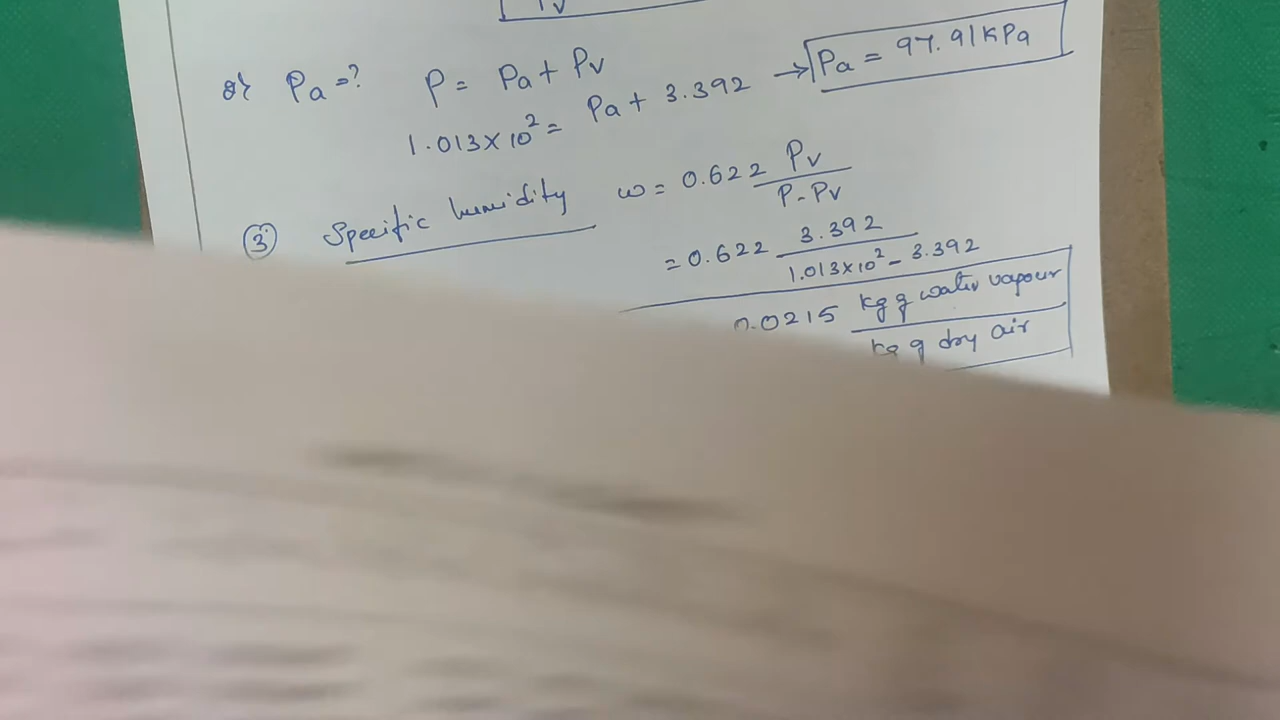 Pv
2} Pa=? P = Pa + Pv → Pa = 97.91 kPa
1.013×10² = Pa + 3.392
③ Specific humidity ω = 0.622 Pv / P-Pv
= 0.622 3.392 / 1.013×10² - 3.392
0.0215 kg g water vapour / kg g dry air